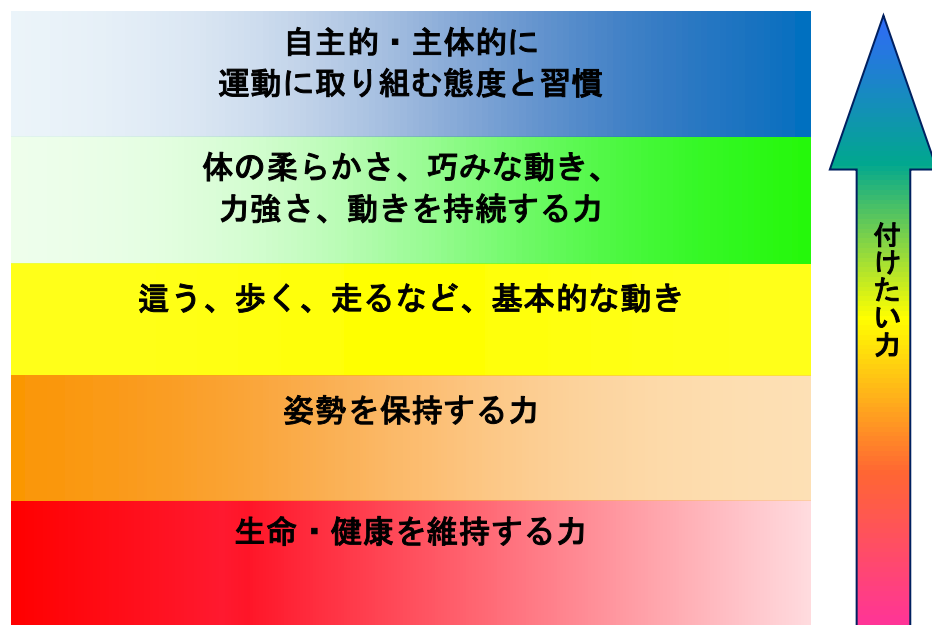 自主的・主体的に
運動に取り組む態度と習慣
体の柔らかさ、巧みな動き、
力強さ、動きを持続する力
這う、歩く、走るなど、基本的な動き
姿勢を保持する力
生命・健康を維持する力
付けたい力